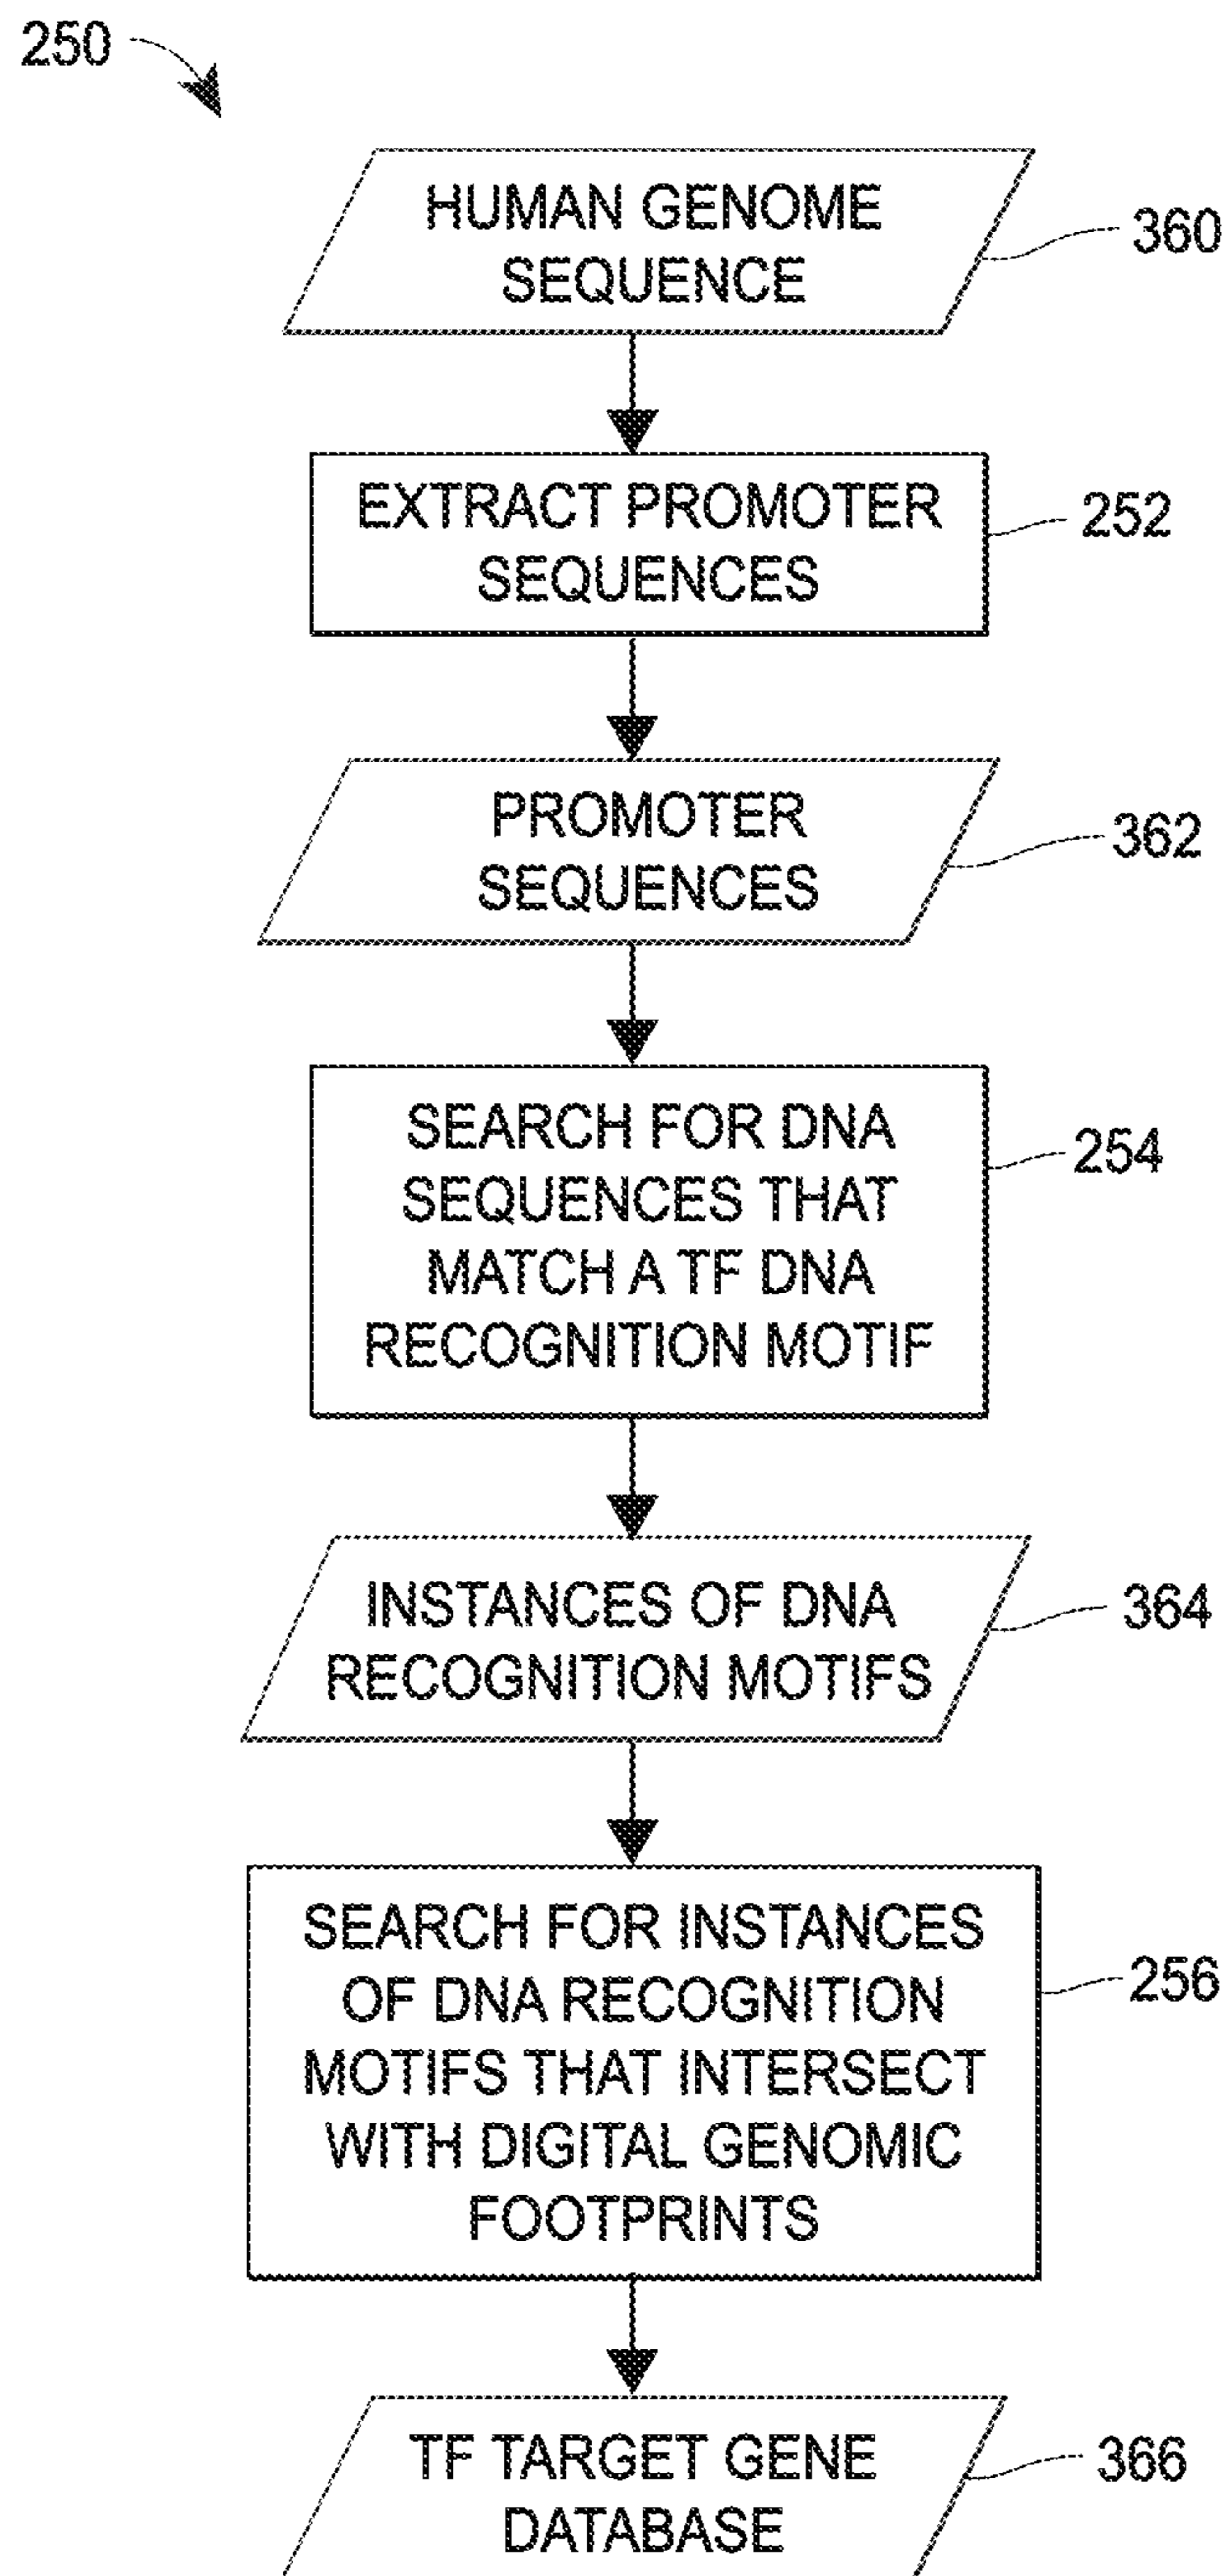 250
HUMAN GENOME
SEQUENCE
360
EXTRACT PROMOTER
SEQUENCES
252
PROMOTER
SEQUENCES
362
SEARCH FOR DNA
SEQUENCES THAT
MATCH A TF DNA
RECOGNITION MOTIF
254
INSTANCES OF DNA
RECOGNITION MOTIFS
364
SEARCH FOR INSTANCES
OF DNA RECOGNITION
MOTIFS THAT INTERSECT
WITH DIGITAL GENOMIC
FOOTPRINTS
256
TF TARGET GENE
DATABASE
366